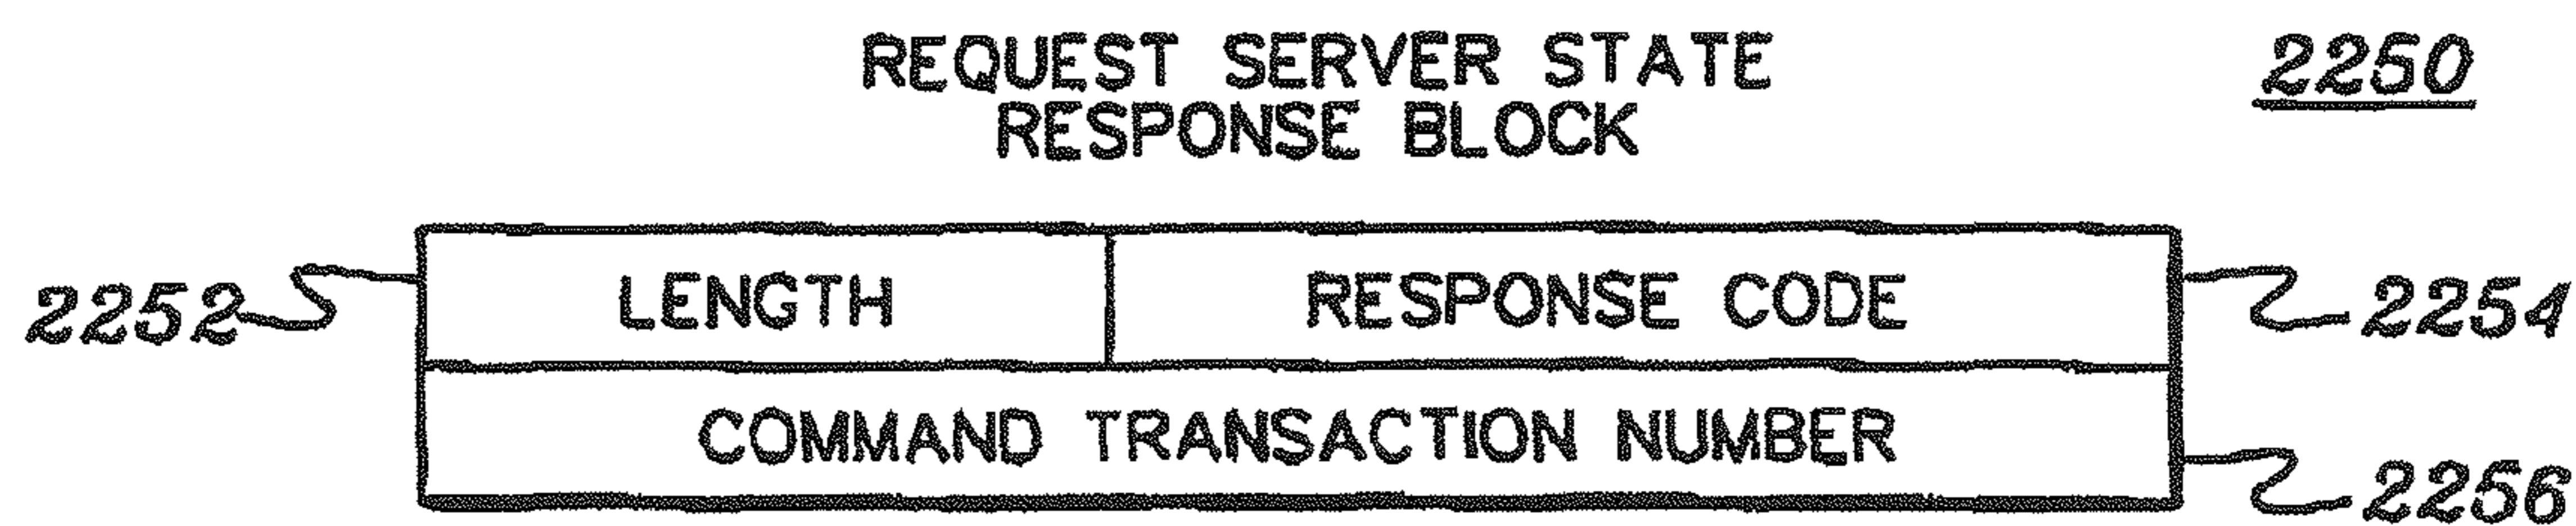 REQUEST SERVER STATE
RESPONSE BLOCK
2250
2252
LENGTH
RESPONSE CODE
2254
COMMAND TRANSACTION NUMBER
2256